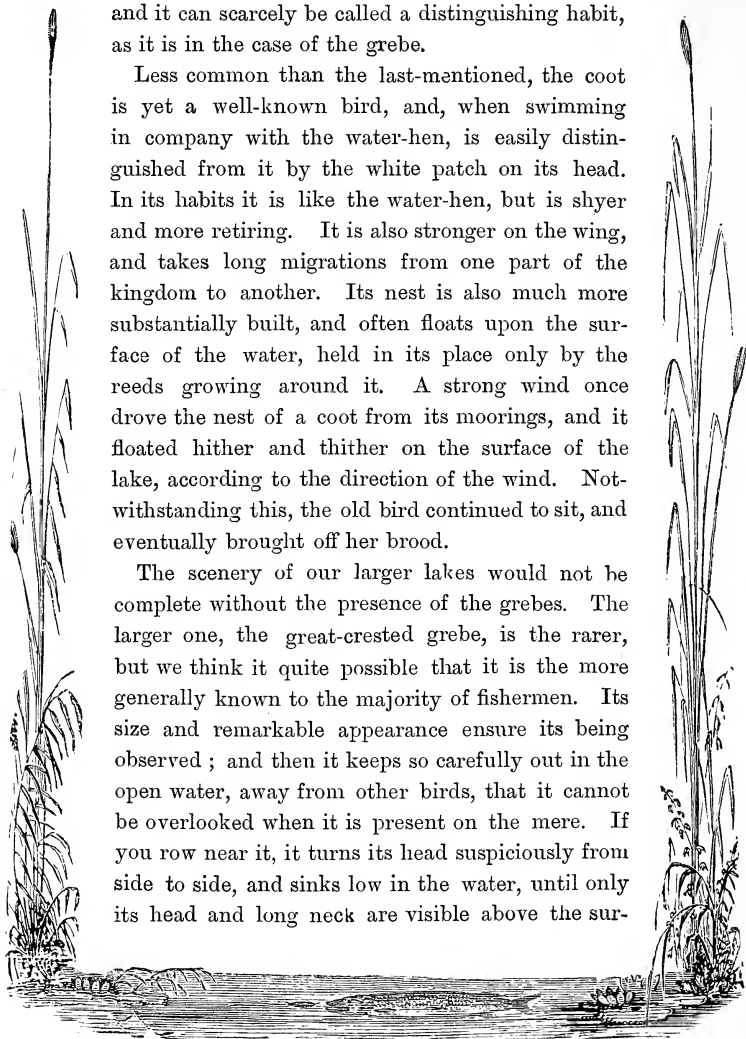 and it can scarcely be called a distinguishing habit,
as it is in the case of the grebe.
Less common than the last-mentioned, the coot
is yet a well-known bird, and, when swimming
in company with the water-hen, is easily distin-
guished from it by the white patch on its head.
In its habits it is like the water-hen, but is shyer
and more retiring. It is also stronger on the wing,
and takes long migrations from one part of the
kingdom to another. Its nest is also much more
substantially built, and often floats upon the sur-
face of the water, held in its place only by the
reeds growing around it. A strong wind once
drove the nest of a coot from its moorings, and it
floated hither and thither on the surface of the
lake, according to the direction of the wind. Not-
withstanding this, the old bird continued to sit, and
eventually brought off her brood.
The scenery of our larger lakes would not be
complete without the presence of the grebes. The
larger one, the great-crested grebe, is the rarer,
but we think it quite possible that it is the more
generally known to the majority of fishermen. Its
size and remarkable appearance ensure its being
observed ; and then it keeps so carefully out in the
open water, away from other birds, that it cannot
be overlooked when it is present on the mere. If
you row near it, it turns its head suspiciously from
side to side, and sinks low in the water, until only
its head and long neck are visible above the sur-